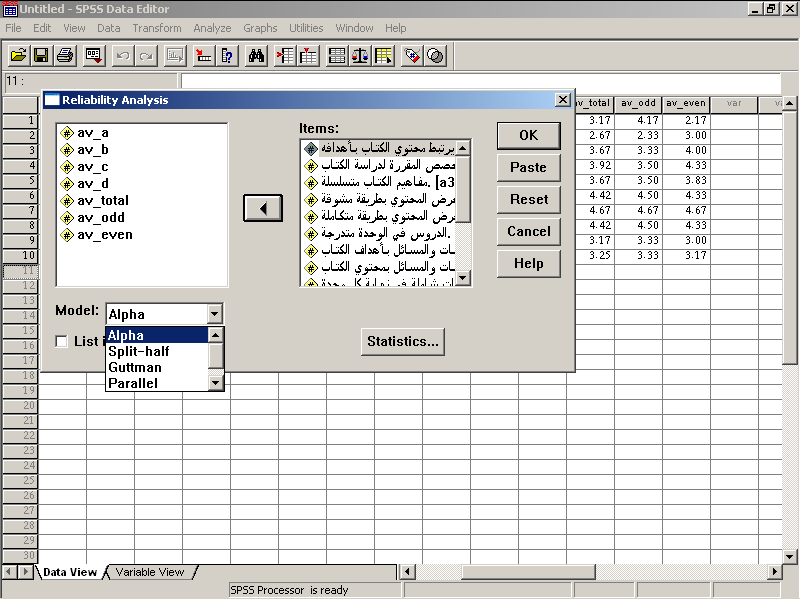 Untitled - SPSS Data Editor
File Edit View Data Transform Analyze Graphs Utilities Window Help
11 :
Reliability Analysis
av_a
av_b
av_c
av_d
av_total
av_odd
av_even
Items:
يرتبط محتوي الكتاب بأهدافه
المقررة لدراسة الكتاب
مفاهيم الكتاب متسلسلة. [a3
المحتوي بطريقة مشوقة
المحتوي بطريقة متكاملة
الدروس في الوحدة متدرجة.
والمسائل بأهداف الكتاب
والمسائل بمحتوي الكتاب
شاملة في نهاية كل وحدة
OK
Paste
Reset
Cancel
Help
Model: Alpha
Alpha
Split-half
Guttman
Parallel
List
Statistics...
av_total av_odd av_even var
1 3.17 4.17 2.17
2 2.67 2.33 3.00
3 3.67 3.33 4.00
4 3.92 3.50 4.33
5 3.67 3.50 3.83
6 4.42 4.50 4.33
7 4.67 4.67 4.67
8 4.42 4.50 4.33
9 3.17 3.33 3.00
10 3.25 3.33 3.17
11
12
13
14
15
16
17
18
19
20
21
22
23
24
25
26
27
28
29
30
Data View Variable View
SPSS Processor is ready